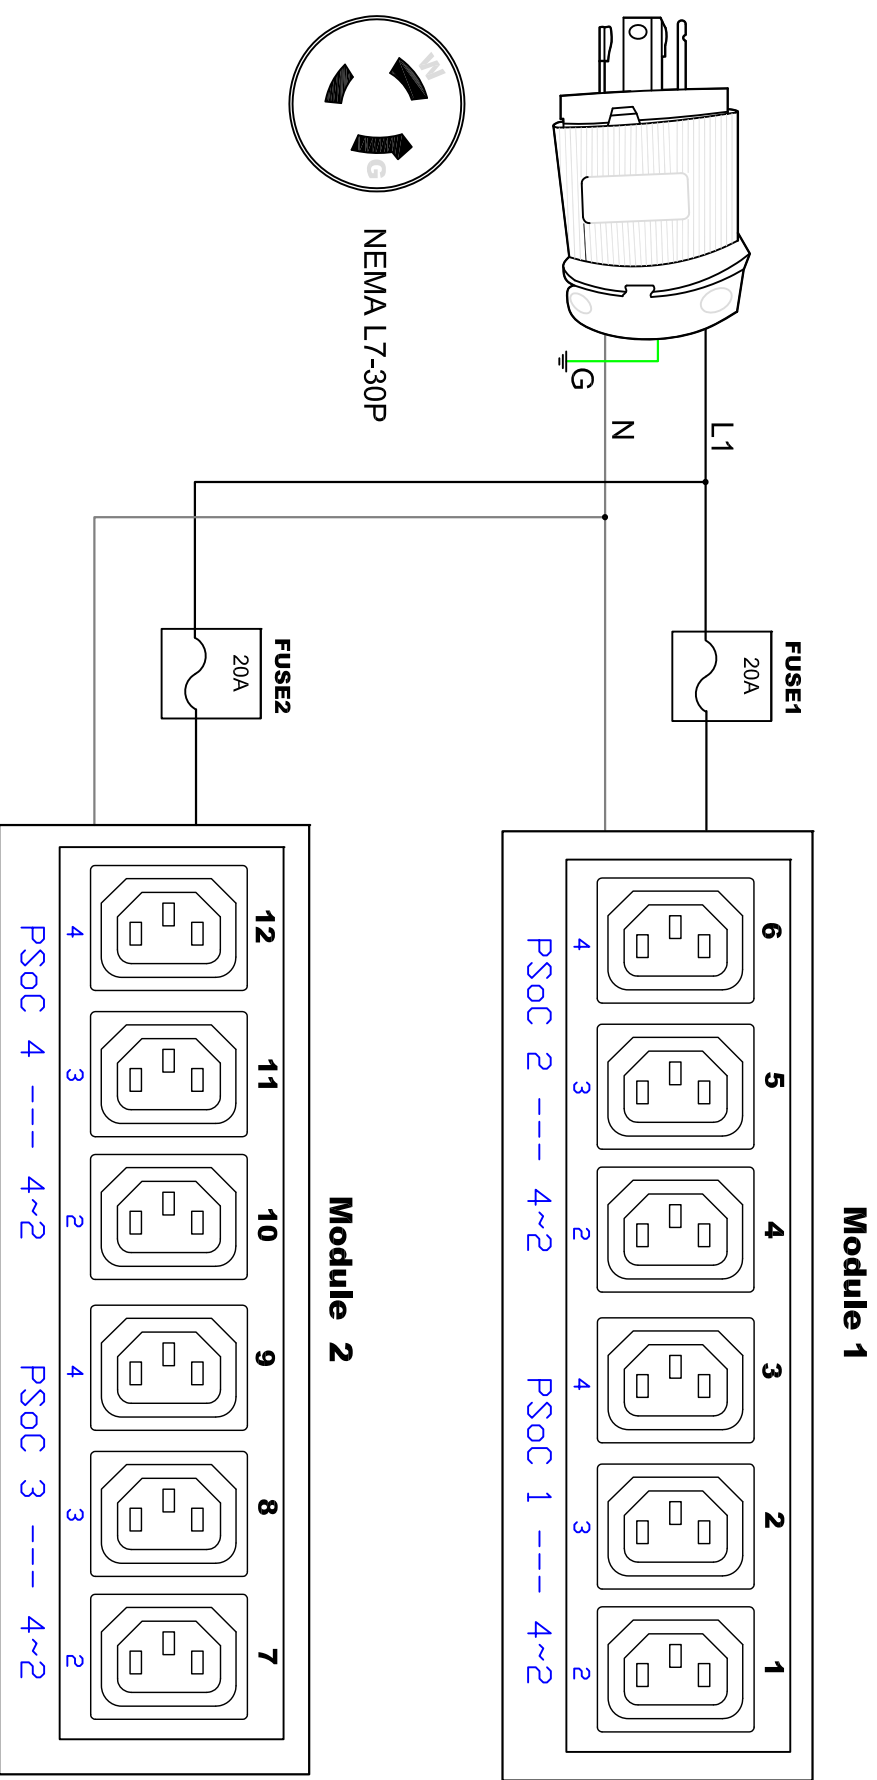 Module 1
FUSE1
20A
6
5
4
3
2
1
4
3
2
4
3
2
PSoC 2 --- 4~2
PSoC 1 --- 4~2
L1
N
G
W
G
NEMA L7-30P
Module 2
FUSE2
20A
12
11
10
9
8
7
4
3
2
4
3
2
PSoC 4 --- 4~2
PSoC 3 --- 4~2